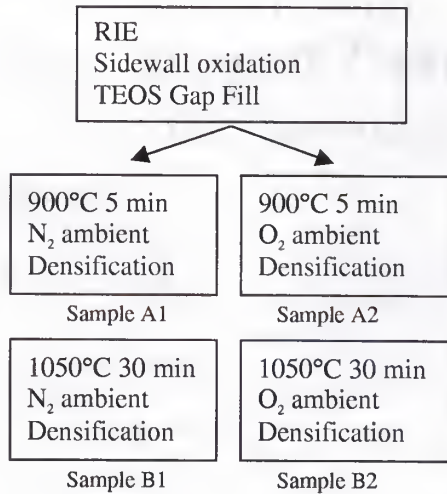 RIE
Sidewall oxidation
TEOS Gap Fill
900°C 5 min
N₂ ambient
Densification
Sample A1
900°C 5 min
O₂ ambient
Densification
Sample A2
1050°C 30 min
N₂ ambient
Densification
Sample B1
1050°C 30 min
O₂ ambient
Densification
Sample B2